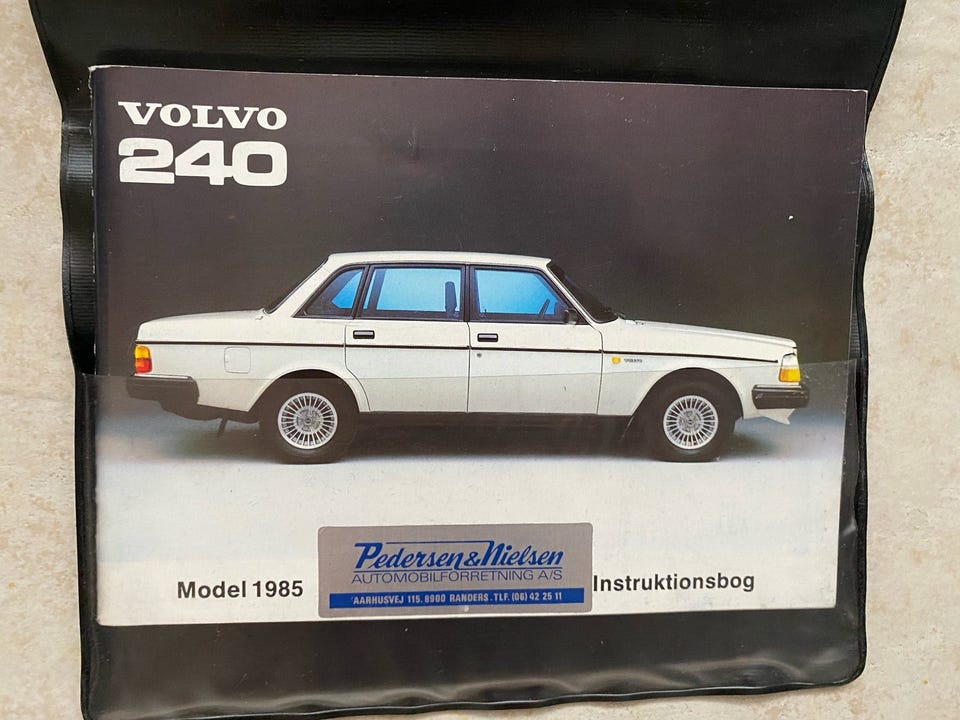 VOLVO
240
Model 1985
Pedersen & Nielsen
AUTOMOBILFORRETNING A/S
AARHUSVEJ 115. 8900 RANDERS . TLF. (06) 42 25 11
Instruktionsbog